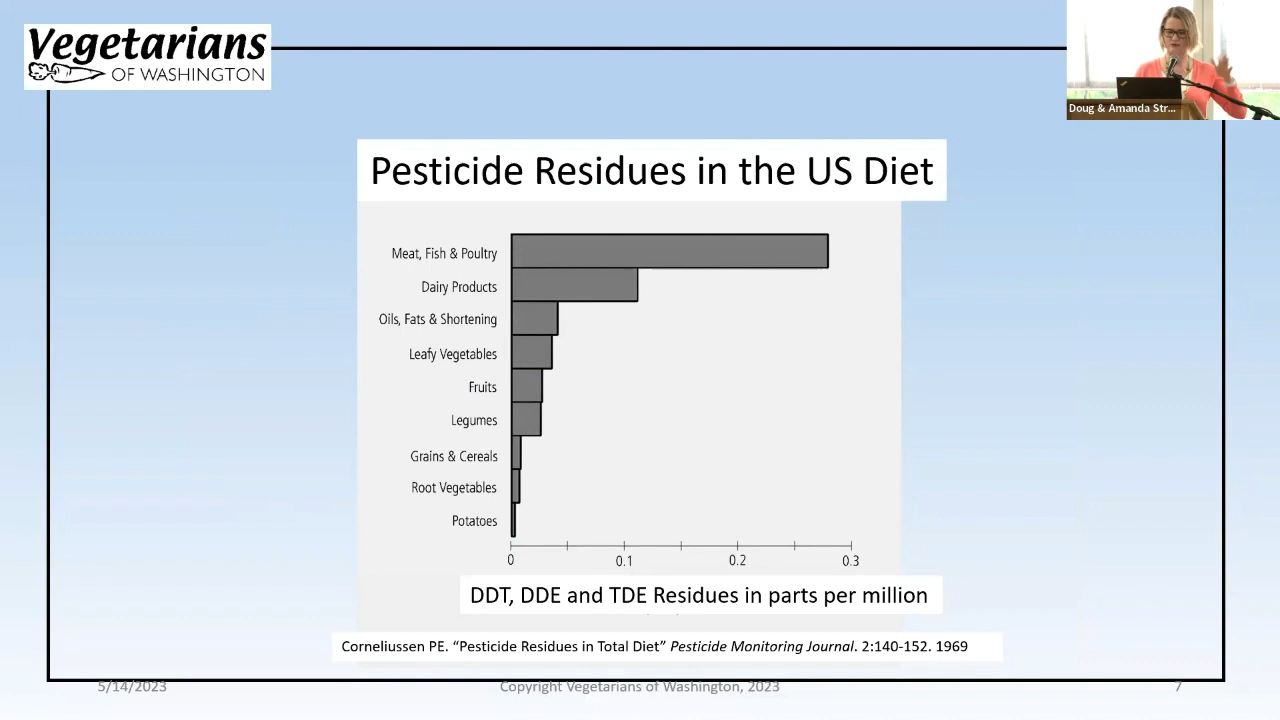 Vegetarians
OF WASHINGTON
Doug & Amanda Str...
Pesticide Residues in the US Diet
Meat, Fish & Poultry
Dairy Products
Oils, Fats & Shortening
Leafy Vegetables
Fruits
Legumes
Grains & Cereals
Root Vegetables
Potatoes
0 0.1 0.2 0.3
DDT, DDE and TDE Residues in parts per million
Corneliussen PE. “Pesticide Residues in Total Diet” Pesticide Monitoring Journal. 2:140-152. 1969
5/14/2023 Copyright Vegetarians of Washington, 2023 7